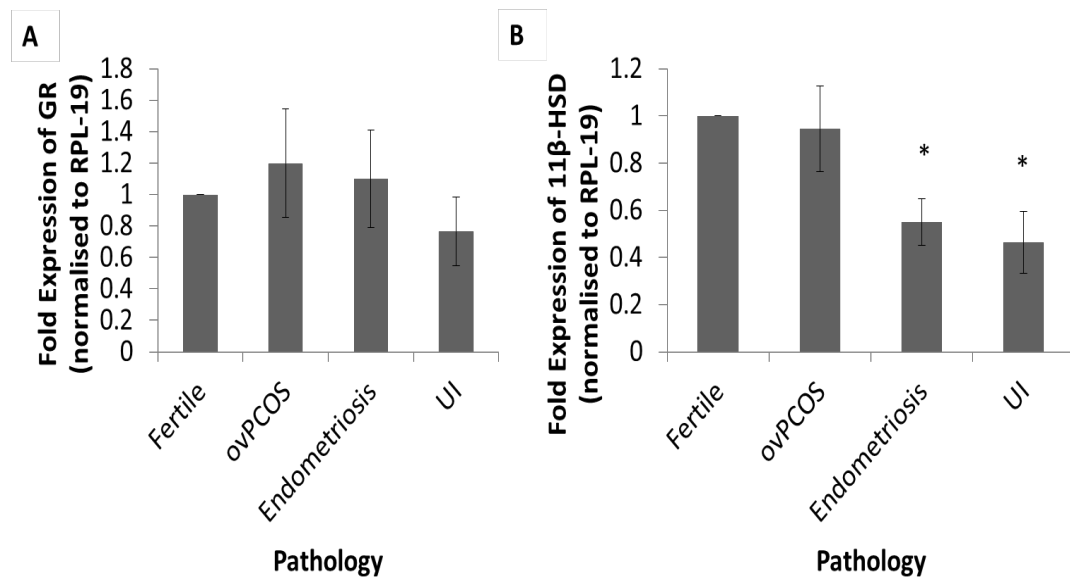 A
Fold Expression of GR
(normalised to RPL-19)
1.8
1.6
1.4
1.2
1
0.8
0.6
0.4
0.2
0
Fertile
ovPCOS
Endometriosis
UI
Pathology
B
Fold Expression of 11β-HSD
(normalised to RPL-19)
1.2
1
0.8
0.6
0.4
0.2
0
*
*
Fertile
ovPCOS
Endometriosis
UI
Pathology